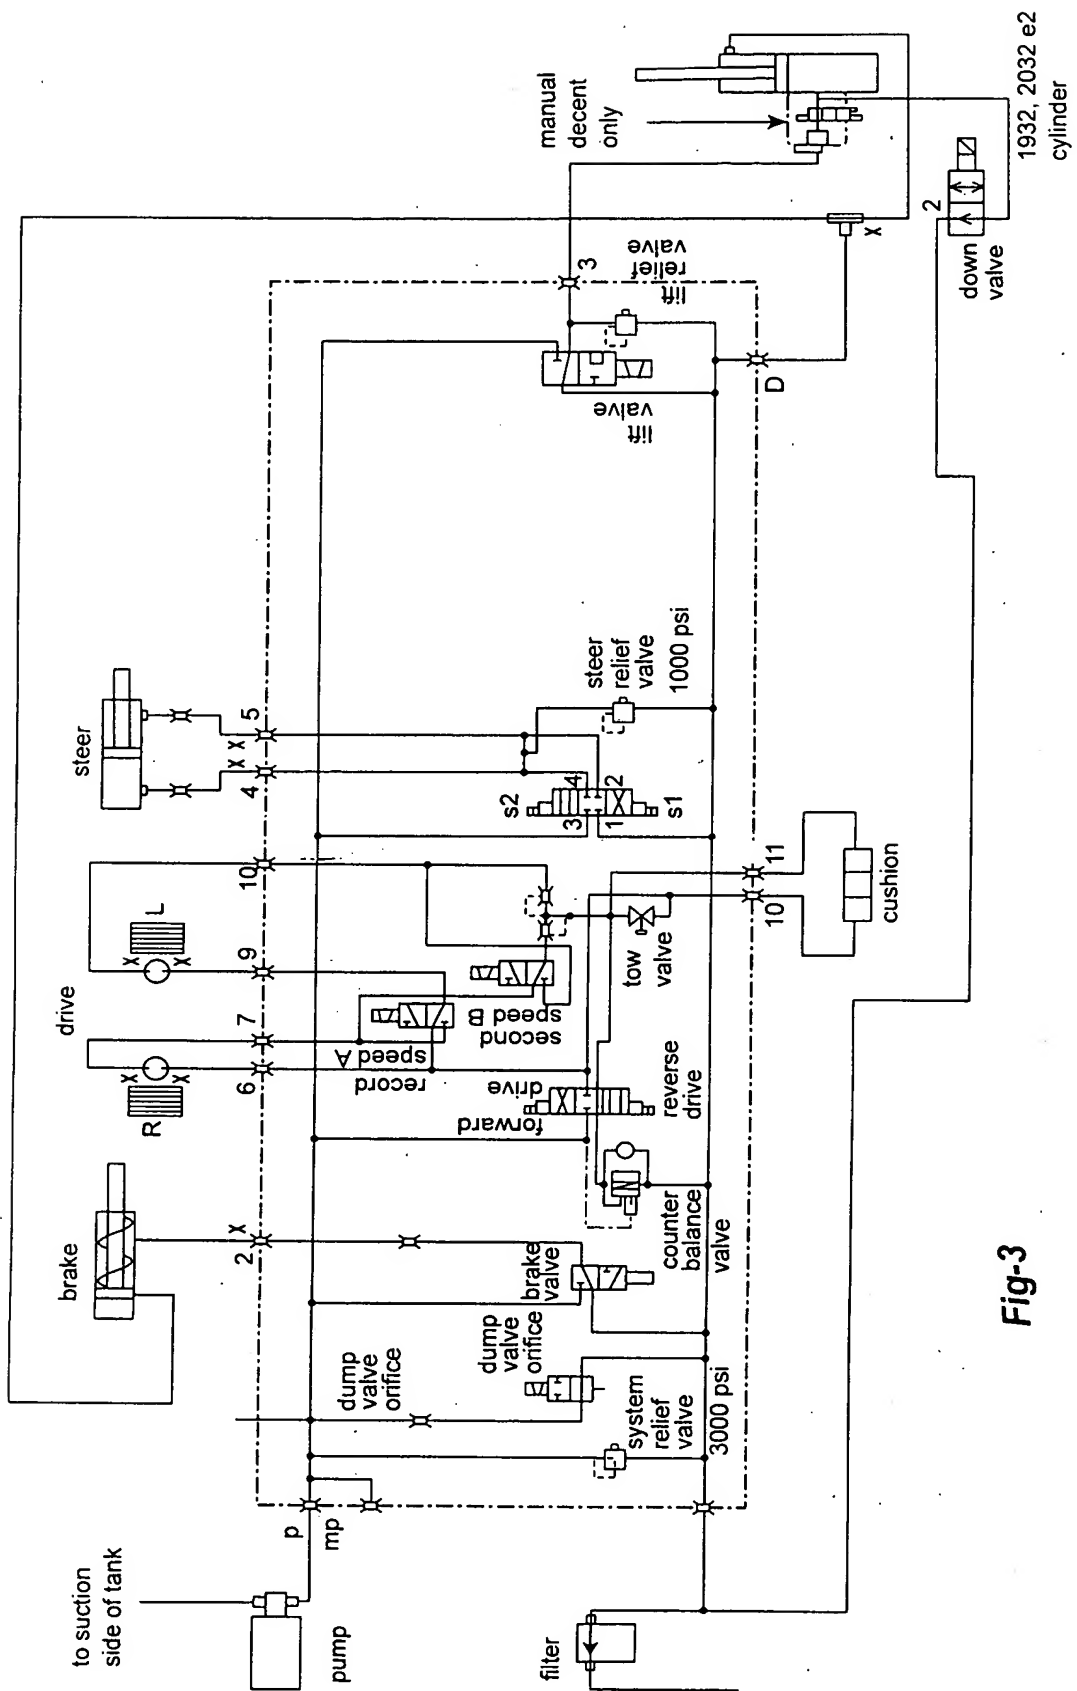 to suction
side of tank
pump
p
mp
filter
brake
2
X
dump
valve
orifice
dump
valve
orifice
system
relief
valve
3000 psi
brake
valve
counter
balance
valve
drive
R
L
X
X
X
X
6
7
9
10
record
speed A
second
speed B
forward
drive
reverse
drive
tow
valve
10
11
cushion
steer
4
X
X
5
s2
s1
3
4
1
2
steer
relief
valve
1000 psi
lift
valve
lift
relief
valve
3
D
X
manual
decent
only
2
down
valve
1932, 2032 e2
cylinder
Fig-3